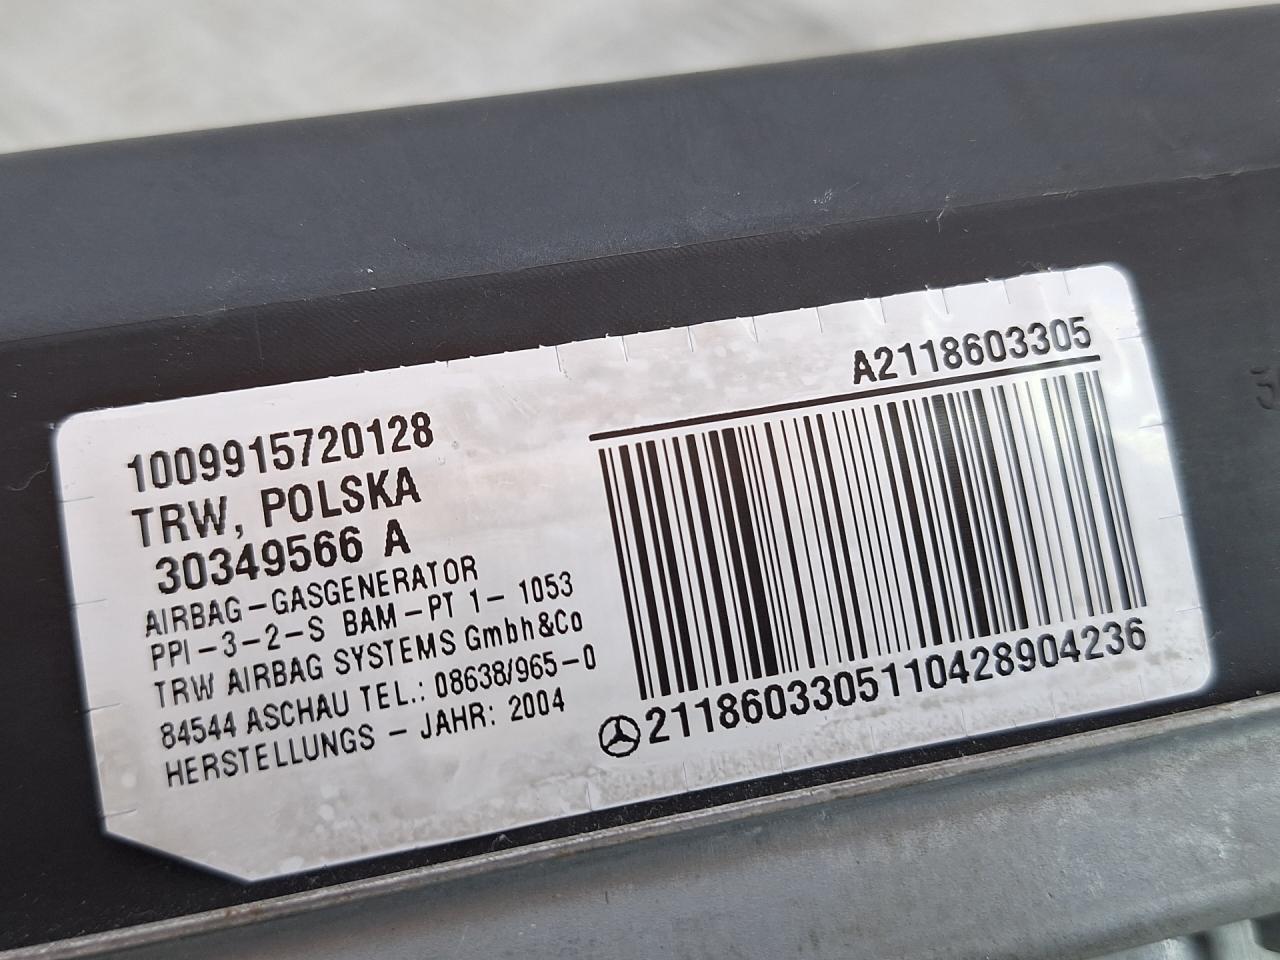 A2118603305
1009915720128
TRW, POLSKA
30349566 A
AIRBAG-GASGENERATOR
PPI-3-2-S BAM-PT 1- 1053
TRW AIRBAG SYSTEMS Gmbh&Co
84544 ASCHAU TEL.: 08638/965-0
HERSTELLUNGS - JAHR: 2004
2118603305110428904236